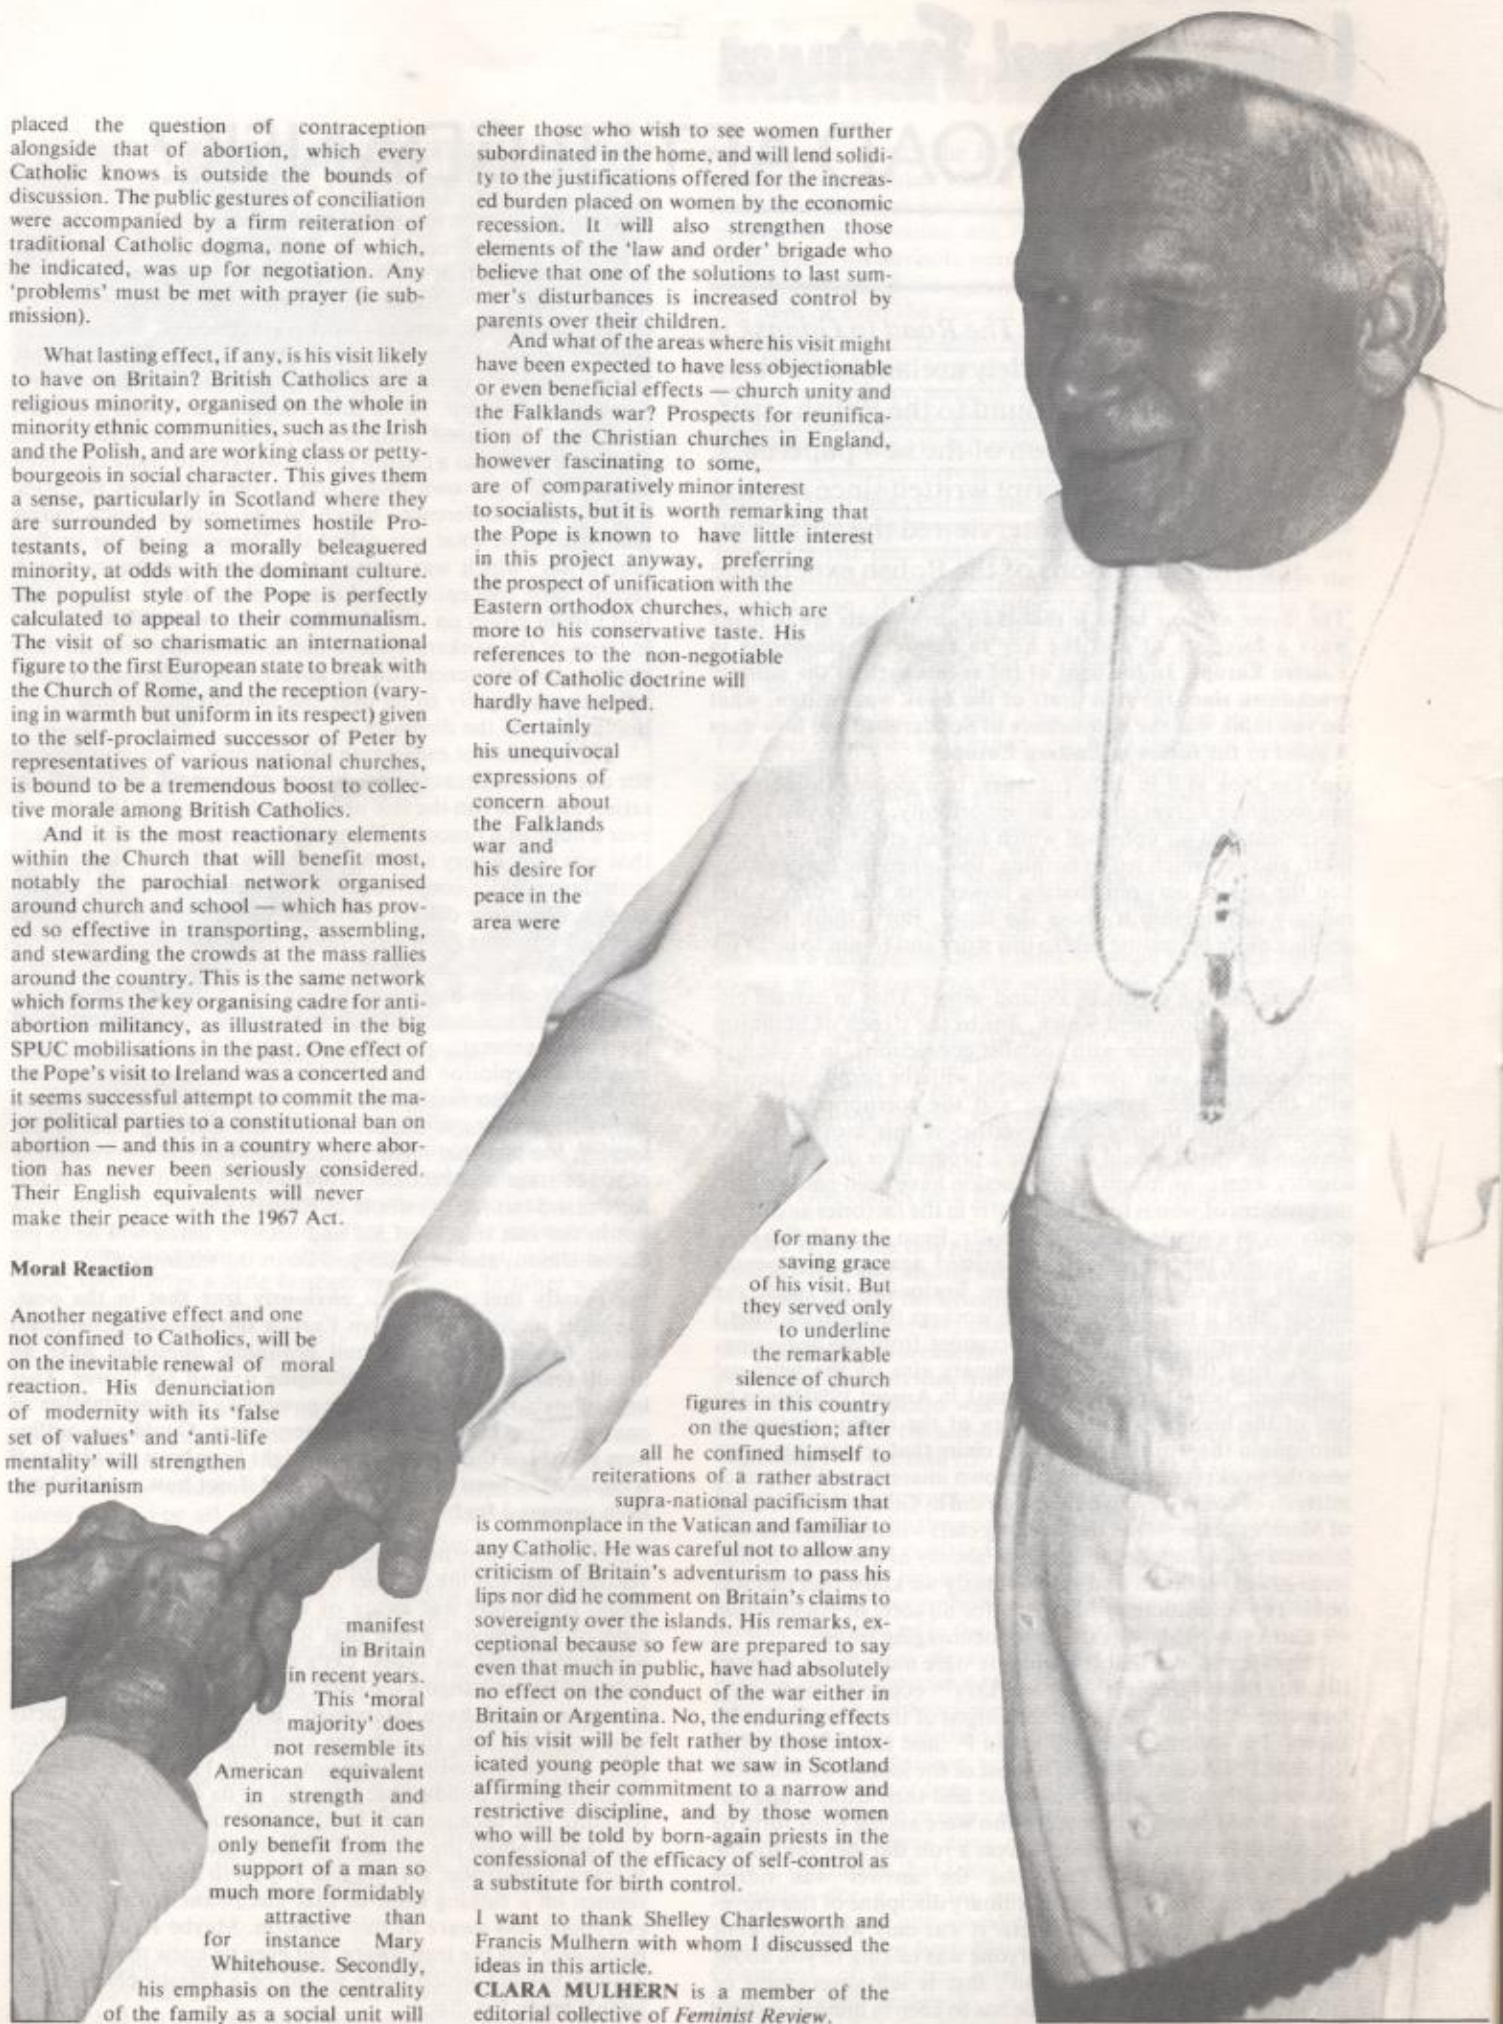 placed the question of contraception
alongside that of abortion, which every
Catholic knows is outside the bounds of
discussion. The public gestures of conciliation
were accompanied by a firm reiteration of
traditional Catholic dogma, none of which,
he indicated, was up for negotiation. Any
'problems' must be met with prayer (ie sub-
mission).
What lasting effect, if any, is his visit likely
to have on Britain? British Catholics are a
religious minority, organised on the whole in
minority ethnic communities, such as the Irish
and the Polish, and are working class or petty-
bourgeois in social character. This gives them
a sense, particularly in Scotland where they
are surrounded by sometimes hostile Pro-
testants, of being a morally beleaguered
minority, at odds with the dominant culture.
The populist style of the Pope is perfectly
calculated to appeal to their communalism.
The visit of so charismatic an international
figure to the first European state to break with
the Church of Rome, and the reception (vary-
ing in warmth but uniform in its respect) given
to the self-proclaimed successor of Peter by
representatives of various national churches,
is bound to be a tremendous boost to collec-
tive morale among British Catholics.
And it is the most reactionary elements
within the Church that will benefit most,
notably the parochial network organised
around church and school — which has prov-
ed so effective in transporting, assembling,
and stewarding the crowds at the mass rallies
around the country. This is the same network
which forms the key organising cadre for anti-
abortion militancy, as illustrated in the big
SPUC mobilisations in the past. One effect of
the Pope's visit to Ireland was a concerted and
it seems successful attempt to commit the ma-
jor political parties to a constitutional ban on
abortion — and this in a country where abor-
tion has never been seriously considered.
Their English equivalents will never
make their peace with the 1967 Act.
Moral Reaction
Another negative effect and one
not confined to Catholics, will be
on the inevitable renewal of moral
reaction. His denunciation
of modernity with its 'false
set of values' and 'anti-life
mentality' will strengthen
the puritanism
manifest
in Britain
in recent years.
This 'moral
majority' does
not resemble its
American equivalent
in strength and
resonance, but it can
only benefit from the
support of a man so
much more formidably
attractive than
for instance Mary
Whitehouse. Secondly,
his emphasis on the centrality
of the family as a social unit will
cheer those who wish to see women further
subordinated in the home, and will lend solidi-
ty to the justifications offered for the increas-
ed burden placed on women by the economic
recession. It will also strengthen those
elements of the 'law and order' brigade who
believe that one of the solutions to last sum-
mer's disturbances is increased control by
parents over their children.
And what of the areas where his visit might
have been expected to have less objectionable
or even beneficial effects — church unity and
the Falklands war? Prospects for reunifica-
tion of the Christian churches in England,
however fascinating to some,
are of comparatively minor interest
to socialists, but it is worth remarking that
the Pope is known to have little interest
in this project anyway, preferring
the prospect of unification with the
Eastern orthodox churches, which are
more to his conservative taste. His
references to the non-negotiable
core of Catholic doctrine will
hardly have helped.
Certainly
his unequivocal
expressions of
concern about
the Falklands
war and
his desire for
peace in the
area were
for many the
saving grace
of his visit. But
they served only
to underline
the remarkable
silence of church
figures in this country
on the question; after
all he confined himself to
reiterations of a rather abstract
supra-national pacificism that
is commonplace in the Vatican and familiar to
any Catholic. He was careful not to allow any
criticism of Britain's adventurism to pass his
lips nor did he comment on Britain's claims to
sovereignty over the islands. His remarks, ex-
ceptional because so few are prepared to say
even that much in public, have had absolutely
no effect on the conduct of the war either in
Britain or Argentina. No, the enduring effects
of his visit will be felt rather by those intox-
icated young people that we saw in Scotland
affirming their commitment to a narrow and
restrictive discipline, and by those women
who will be told by born-again priests in the
confessional of the efficacy of self-control as
a substitute for birth control.
I want to thank Shelley Charlesworth and
Francis Mulhern with whom I discussed the
ideas in this article.
CLARA MULHERN is a member of the
editorial collective of Feminist Review.